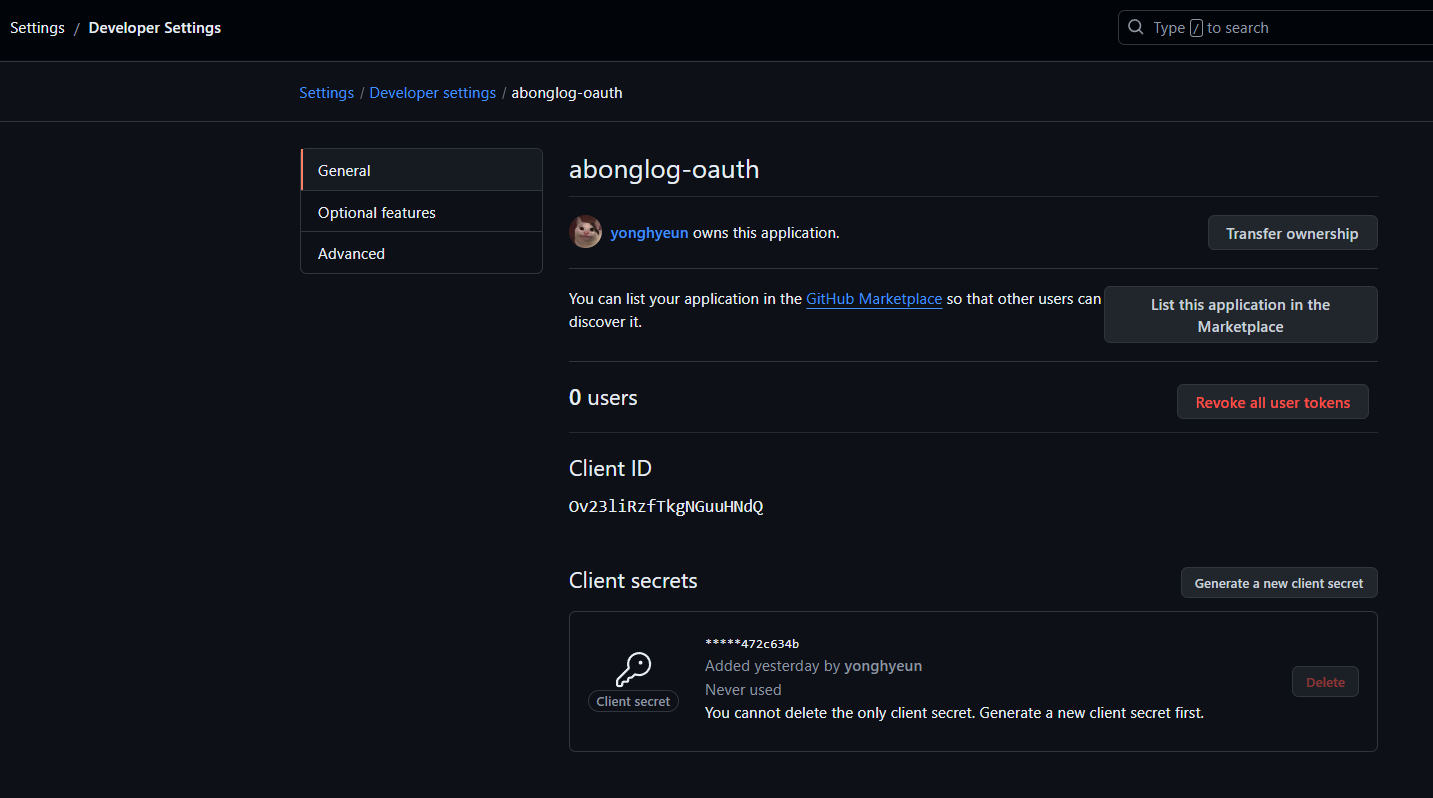 Settings / Developer Settings
Type / to search
Settings / Developer settings / abonglog-oauth
General
Optional features
Advanced
abonglog-oauth
yonghyeun owns this application.
Transfer ownership
You can list your application in the GitHub Marketplace so that other users can
discover it.
List this application in the
Marketplace
0 users
Revoke all user tokens
Client ID
Ov23liRzfTkgNGuuHNdQ
Client secrets
Generate a new client secret
*****472c634b
Added yesterday by yonghyeun
Never used
You cannot delete the only client secret. Generate a new client secret first.
Client secret
Delete